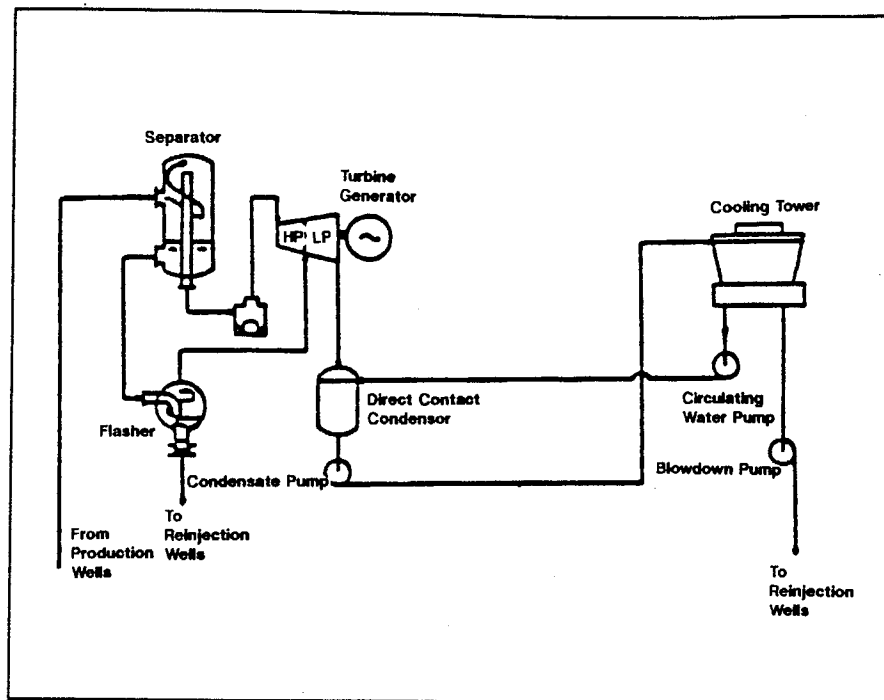 Separator
Turbine
Generator
HP LP
Cooling Tower
Direct Contact
Condensor
Circulating
Water Pump
Flasher
Condensate Pump
Blowdown Pump
To
Reinjection
Wells
From
Production
Wells
To
Reinjection
Wells